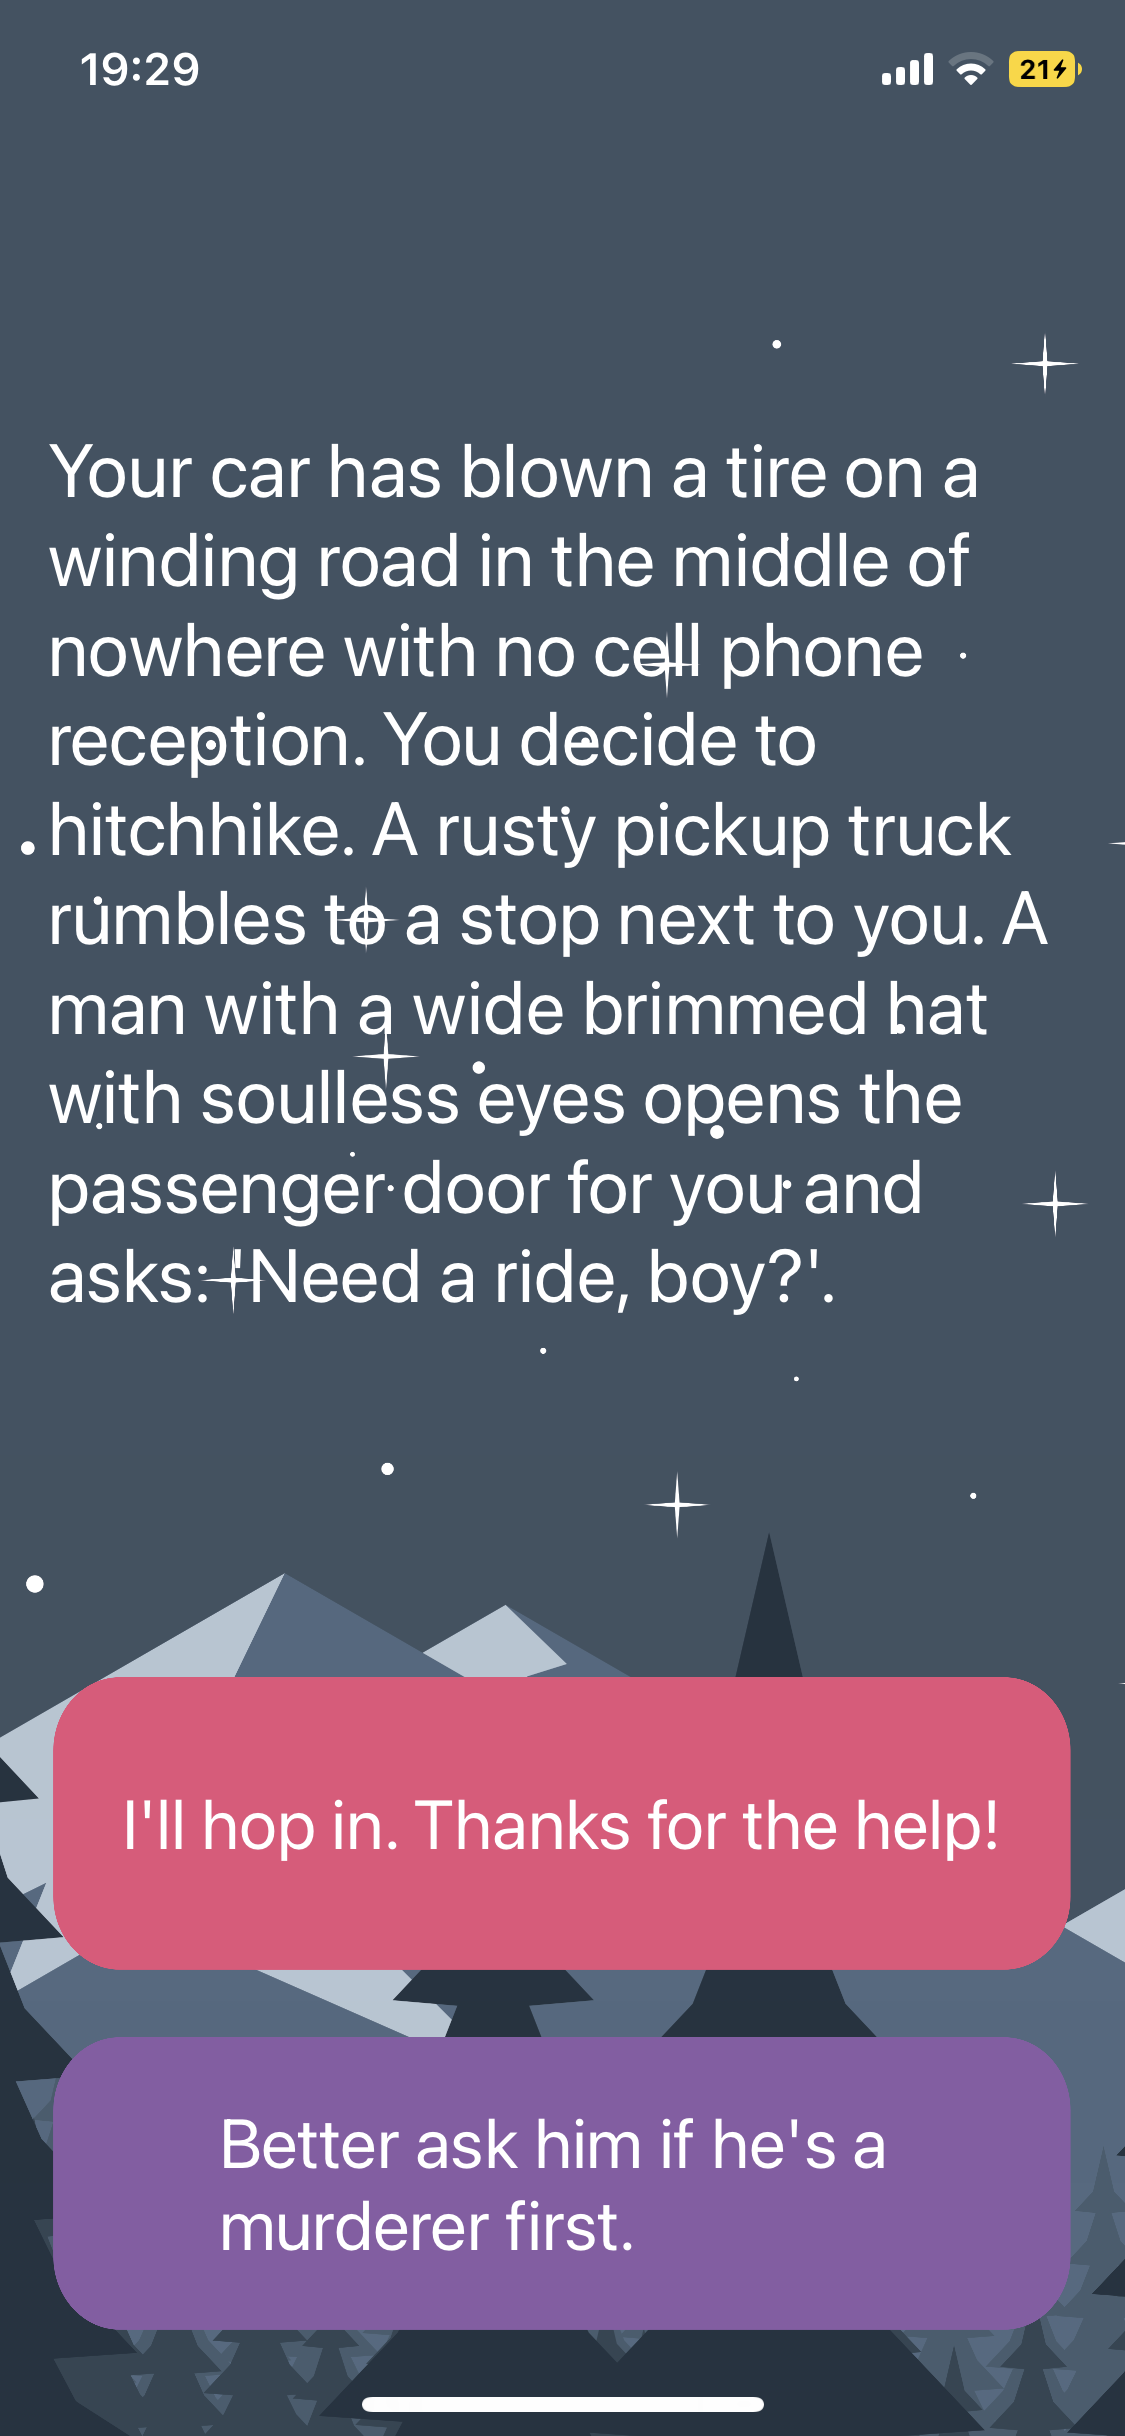 19:29
21
Your car has blown a tire on a
winding road in the middle of
nowhere with no cell phone
reception. You decide to
hitchhike. A rusty pickup truck
rumbles to a stop next to you. A
man with a wide brimmed hat
with soulless eyes opens the
passenger door for you and
asks: 'Need a ride, boy?'.
I'll hop in. Thanks for the help!
Better ask him if he's a
murderer first.